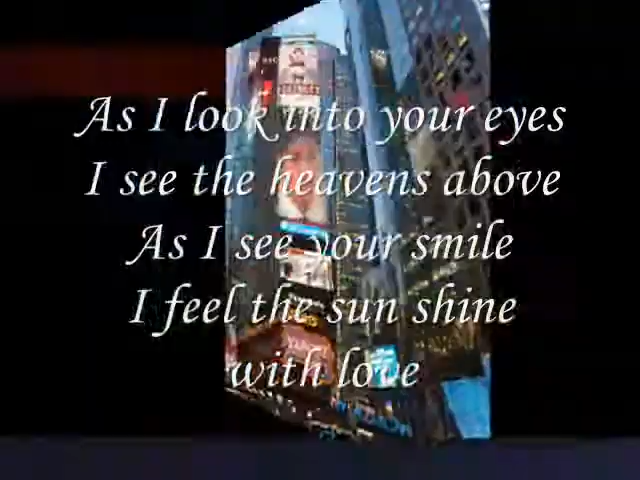 As I look into your eyes
I see the heavens above
As I see your smile
I feel the sun shine
with love